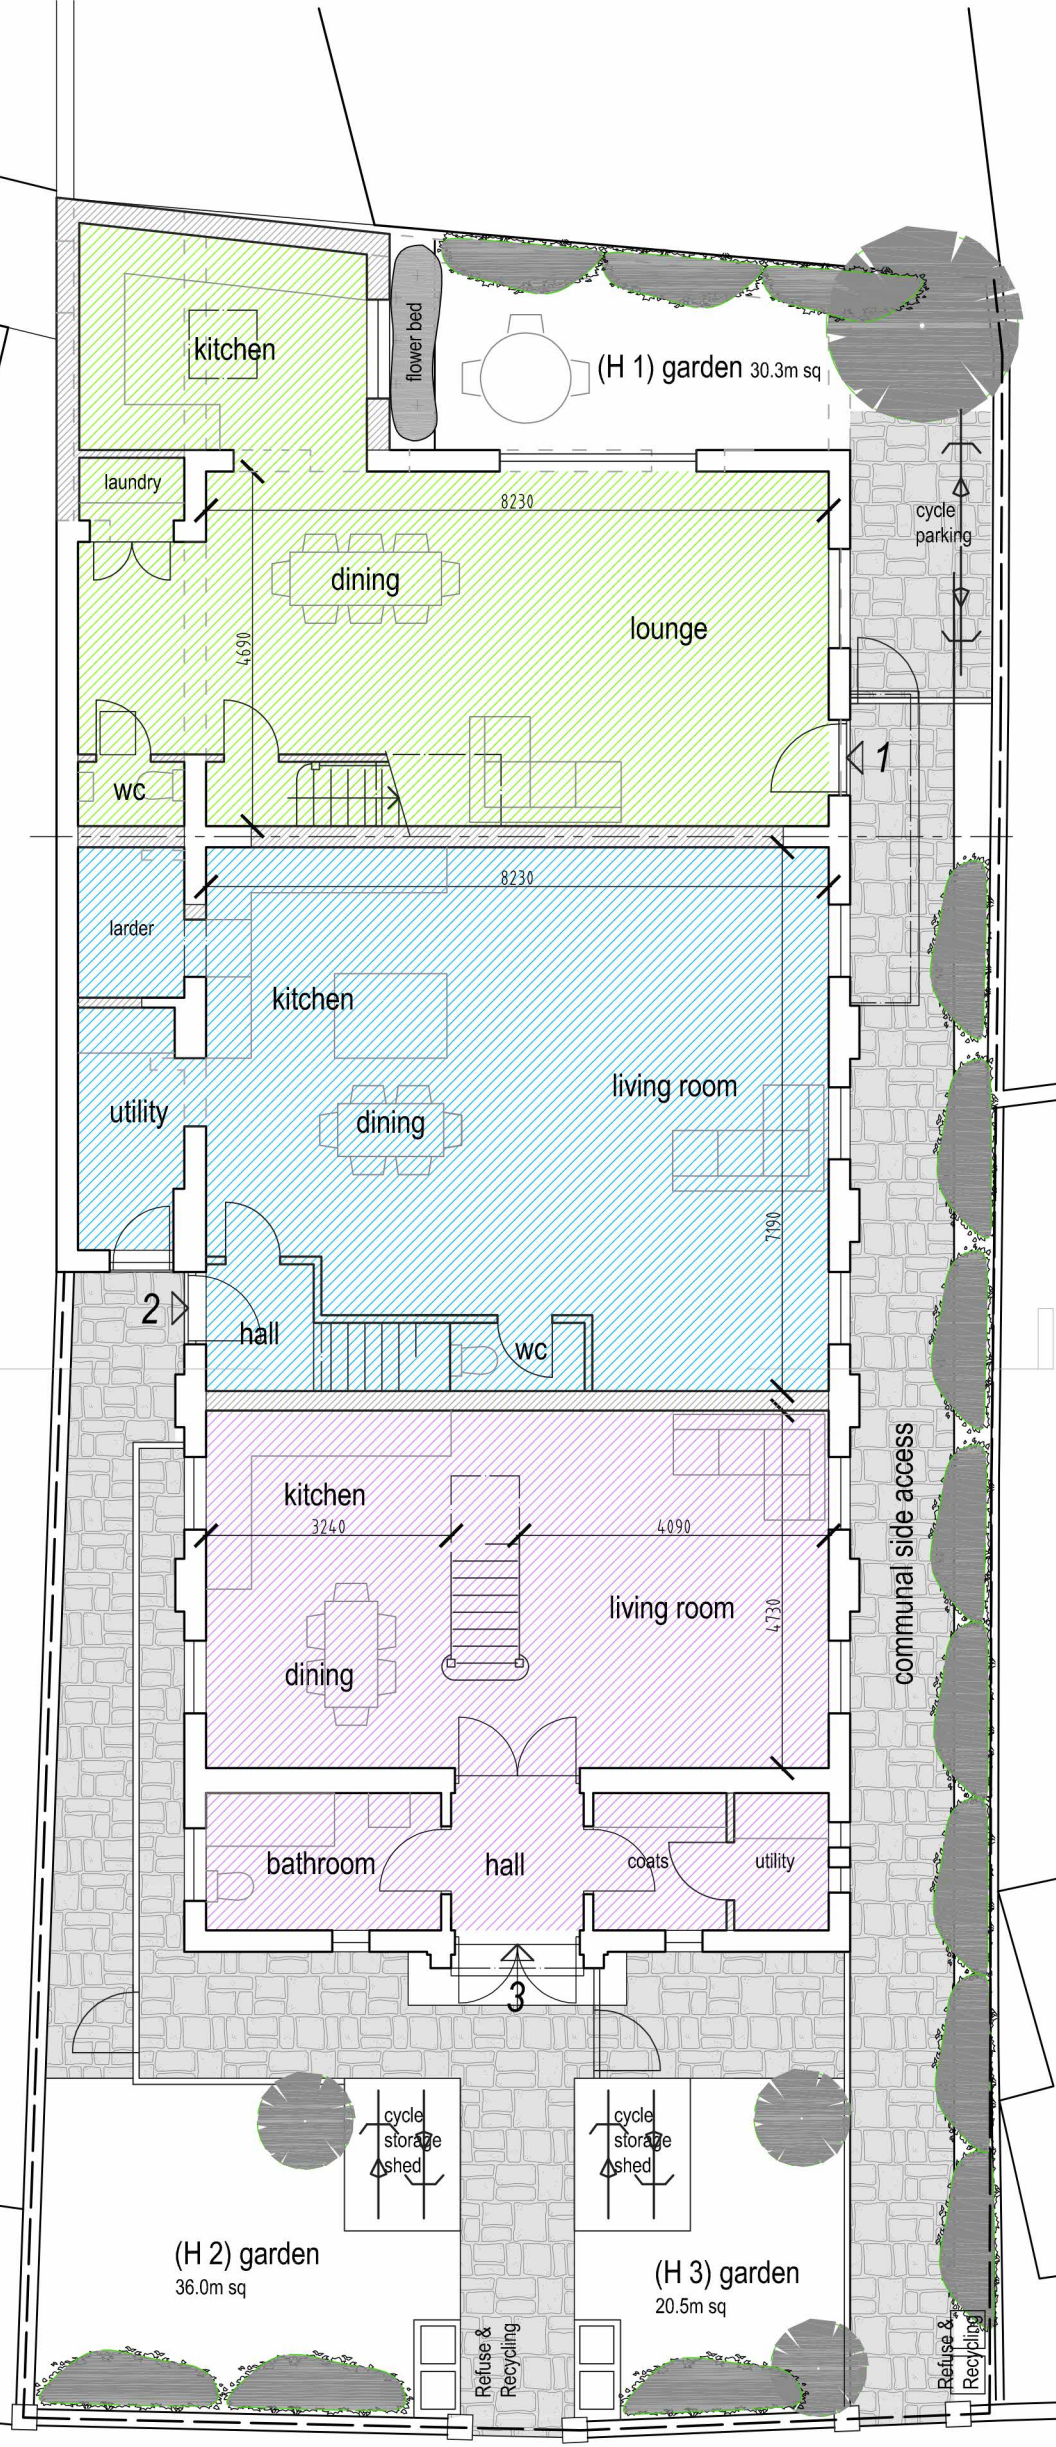 kitchen
flower bed
(H 1) garden 30.3m sq
laundry
8230
cycle
parking
dining
lounge
4690
1
wc
8230
larder
kitchen
living room
dining
utility
7190
2
hall
wc
communal side access
kitchen
3240
4090
living room
4730
dining
bathroom
hall
coats
utility
3
cycle
storage
shed
cycle
storage
shed
(H 2) garden
36.0m sq
(H 3) garden
20.5m sq
Refuse &
Recycling
Refuse &
Recycling